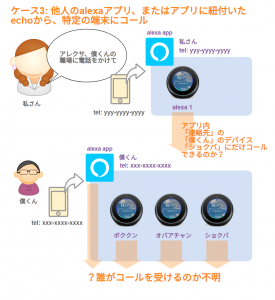 ケース3: 他人のalexaアプリ、またはアプリに紐付いた
echoから、特定の端末にコール
アレクサ、僕くんの
職場に電話をかけて
私さん
tel: yyy-yyyy-yyyy
alexa app
私さん
tel: yyy-yyyy-yyyy
alexa 1
アプリ内
「連絡先」の
「僕くん」のデバイス
「ショクバ」にだけコール
できるのか？
alexa app
僕くん
tel: xxx-xxxx-xxxx
僕くん
tel: xxx-xxxx-xxxx
ボククン
オバアチャン
ショクバ
？誰がコールを受けるのか不明